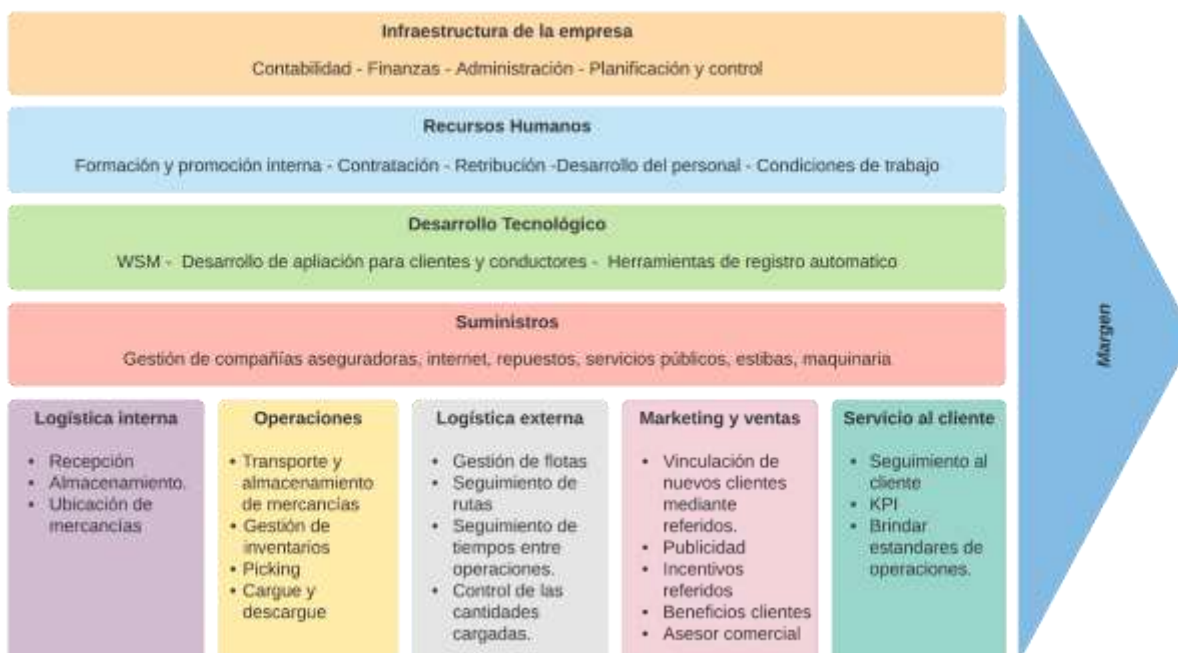 Infraestructura de la empresa
Contabilidad - Finanzas - Administración - Planificación y control
Recursos Humanos
Formación y promoción interna - Contratación - Retribución -Desarrollo del personal - Condiciones de trabajo
Desarrollo Tecnológico
WSM - Desarrollo de apliación para clientes y conductores - Herramientas de registro automatico
Suministros
Gestión de compañías aseguradoras, internet, repuestos, servicios públicos, estibas, maquinaria
Logística interna
• Recepción
• Almacenamiento.
• Ubicación de
mercancías
Operaciones
• Transporte y
almacenamiento
de mercancías
• Gestión de
inventarios
• Picking
• Cargue y
descargue
Logística externa
• Gestión de flotas
• Seguimiento de
rutas
• Seguimiento de
tiempos entre
operaciones.
• Control de las
cantidades
cargadas.
Marketing y ventas
• Vinculación de
nuevos clientes
mediante
referidos.
• Publicidad
• Incentivos
referidos
• Beneficios clientes
• Asesor comercial
Servicio al cliente
• Seguimiento al
cliente
• KPI
• Brindar
estandares de
operaciones.
Margen